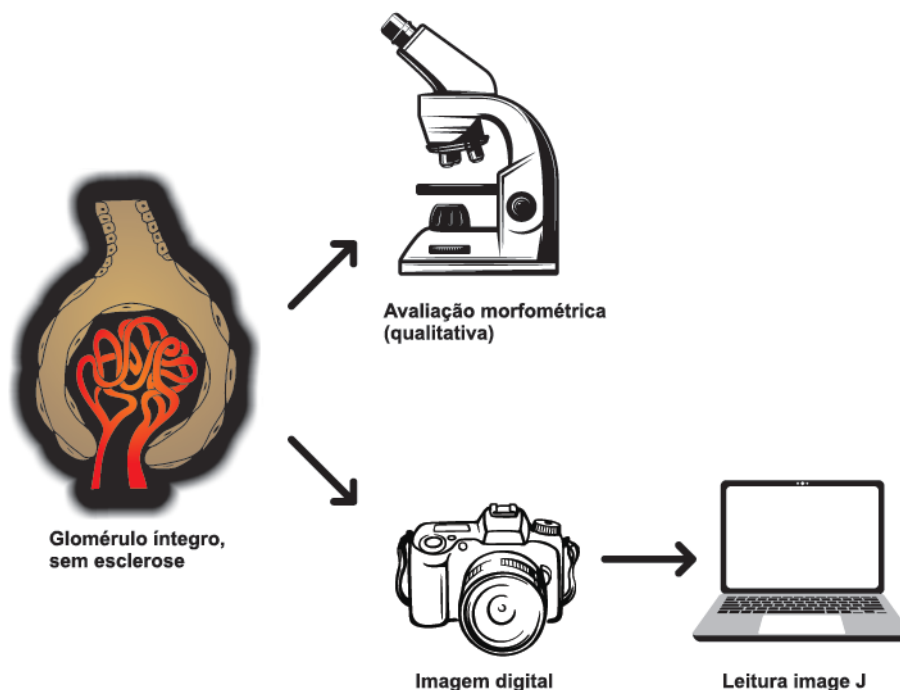 Avaliação morfométrica
(qualitativa)
Glomérulo íntegro,
sem esclerose
Imagem digital
Leitura image J